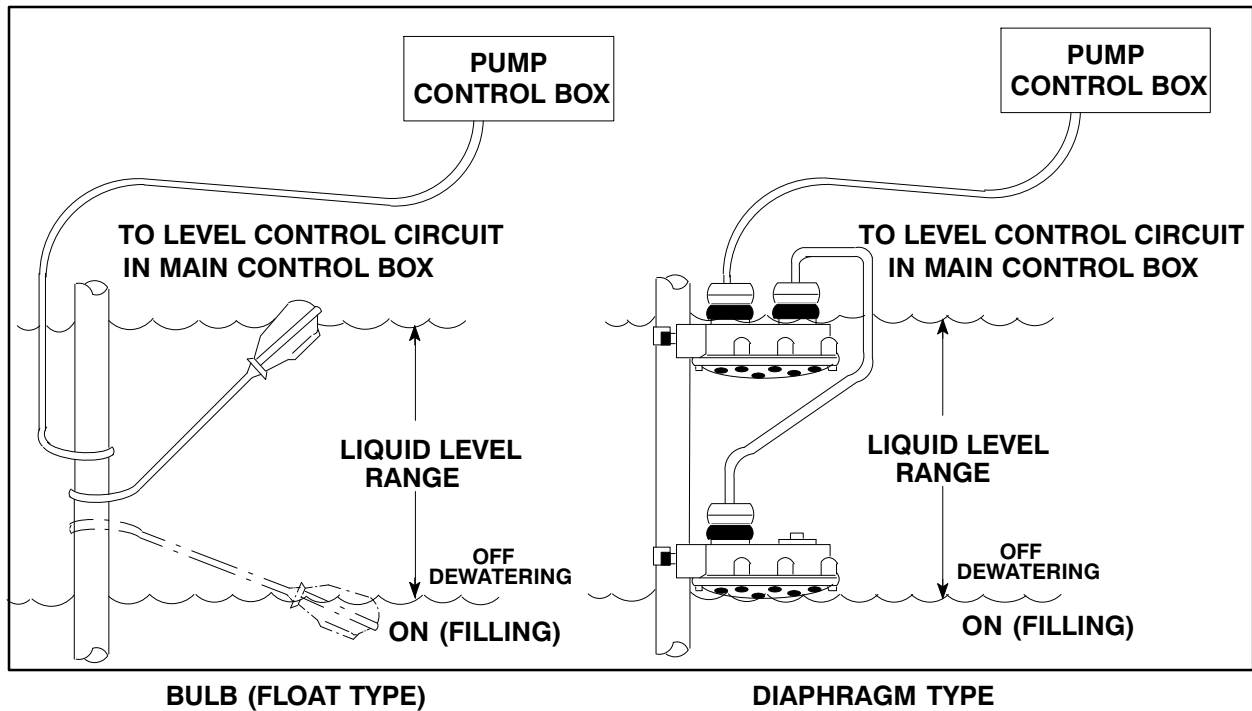 PUMP
CONTROL BOX
TO LEVEL CONTROL CIRCUIT
IN MAIN CONTROL BOX
LIQUID LEVEL
RANGE
OFF
DEWATERING
ON (FILLING)
BULB (FLOAT TYPE)
PUMP
CONTROL BOX
TO LEVEL CONTROL CIRCUIT
IN MAIN CONTROL BOX
LIQUID LEVEL
RANGE
OFF
DEWATERING
ON (FILLING)
DIAPHRAGM TYPE